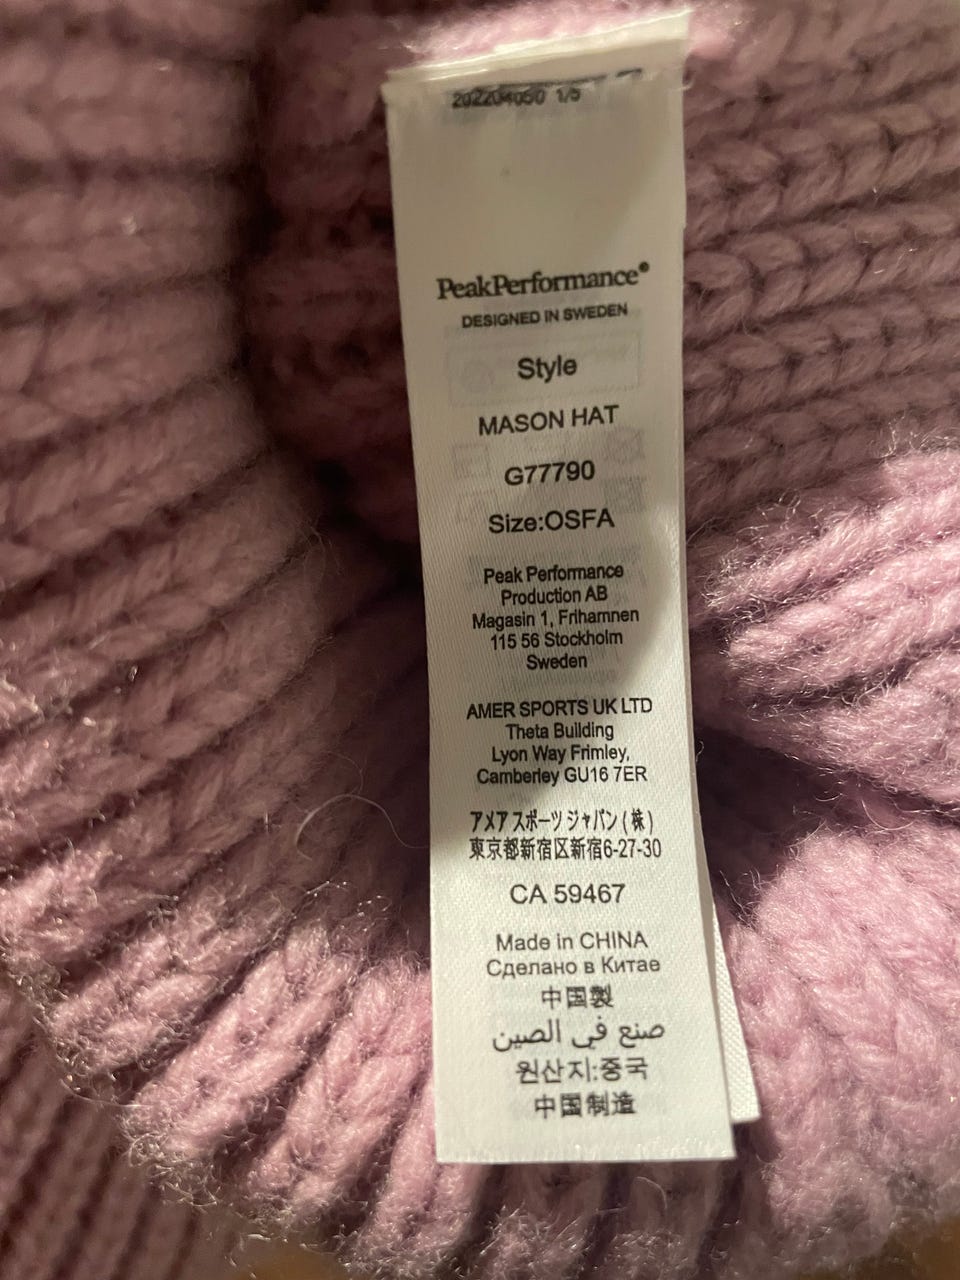 202204050 1/5
PeakPerformance®
DESIGNED IN SWEDEN
Style
MASON HAT
G77790
Size:OSFA
Peak Performance
Production AB
Magasin 1, Frihamnen
115 56 Stockholm
Sweden
AMER SPORTS UK LTD
Theta Building
Lyon Way Frimley,
Camberley GU16 7ER
アメア スポーツ ジャパン ( 株 )
東京都新宿区新宿6-27-30
CA 59467
Made in CHINA
Сделано в Китае
中国製
صنع في الصين
원산지:중국
中国制造